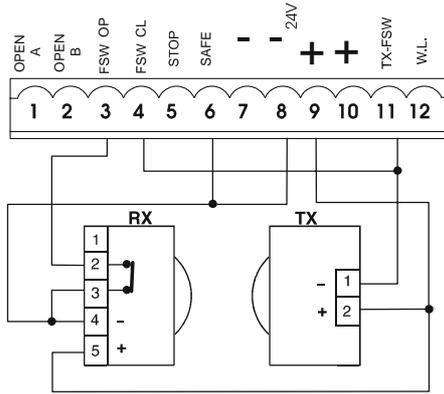 OPEN A
OPEN B
FSW OP
FSW CL
STOP
SAFE
-
-
24V
+
+
TX-FSW
W.L.
1 2 3 4 5 6 7 8 9 10 11 12
RX
1
2
3
4 -
5 +
TX
- 1
+ 2